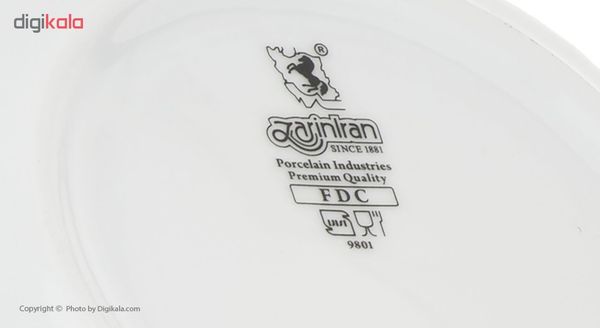 digikala
®
ZarinIran
SINCE 1881
Porcelain Industries
Premium Quality
FDC
9801
Copyright © Photo by Digikala.com